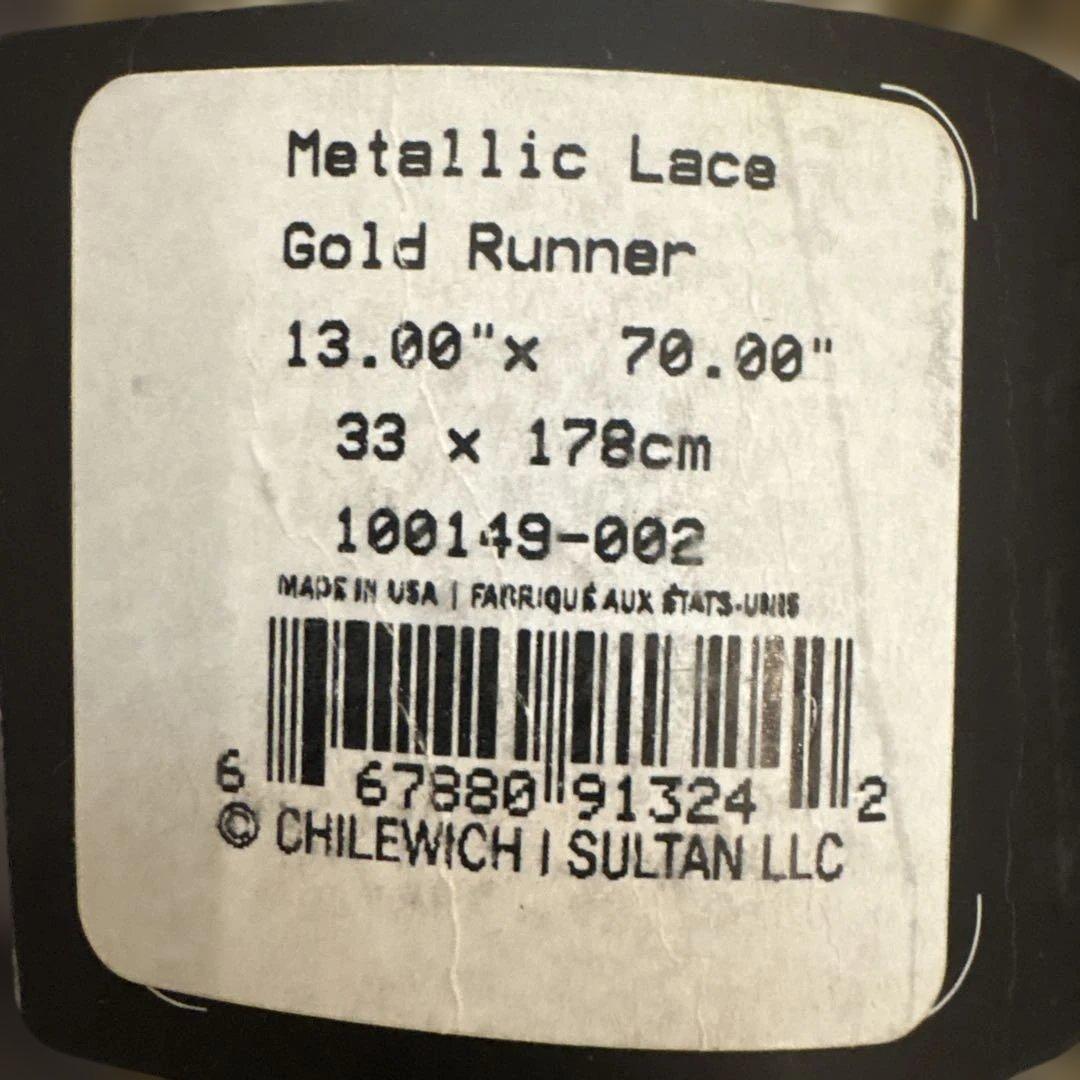 Metallic Lace
Gold Runner
13.00"x 70.00"
33 x 178cm
100149-002
MADE IN USA | FABRIQUÉ AUX ÉTATS-UNIS
6 67880 91324 2
© CHILEWICH | SULTAN LLC